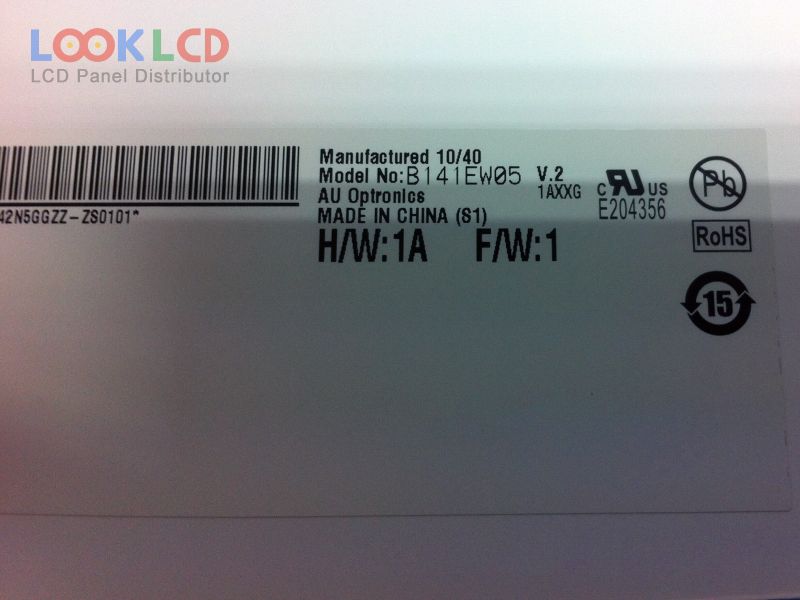 LOOK LCD
LCD Panel Distributor
Manufactured 10/40
Model No:B141EW05 V.2
AU Optronics 1AXXG
MADE IN CHINA (S1)
H/W:1A F/W:1
42N5GGZZ-ZS0101*
c RU US
E204356
Pb
RoHS
15